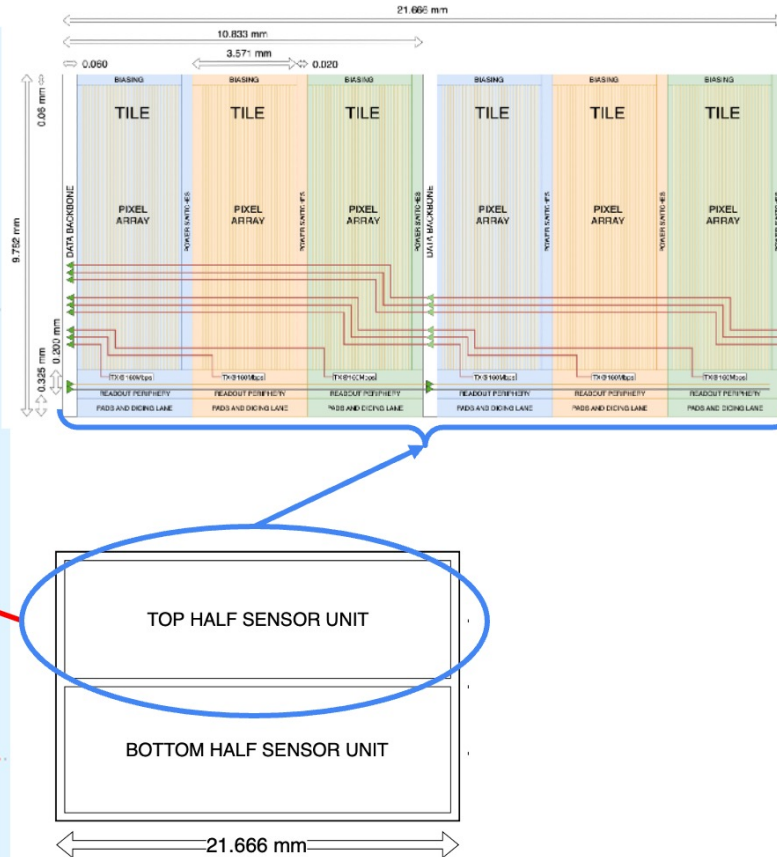 21.666 mm
10.833 mm
3.571 mm
0.060
0.020
0.06 mm
9.782 mm
0.325 mm
0.200 mm
BIASING BIASING BIASING BIASING BIASING BIASING
TILE TILE TILE TILE TILE TILE
DATA BACKBONE
PIXEL ARRAY
POWER SWITCHES
PIXEL ARRAY
POWER SWITCHES
PIXEL ARRAY
POWER SWITCHES
DATA BACKBONE
PIXEL ARRAY
POWER SWITCHES
PIXEL ARRAY
POWER SWITCHES
PIXEL ARRAY
POWER SWITCHES
TX@160Mbps TX@160Mbps TX@160Mbps TX@160Mbps TX@160Mbps TX@160Mbps
READOUT PERIPHERY READOUT PERIPHERY READOUT PERIPHERY READOUT PERIPHERY READOUT PERIPHERY READOUT PERIPHERY
PADS AND DICING LANE PADS AND DICING LANE PADS AND DICING LANE PADS AND DICING LANE PADS AND DICING LANE PADS AND DICING LANE
TOP HALF SENSOR UNIT
BOTTOM HALF SENSOR UNIT
21.666 mm